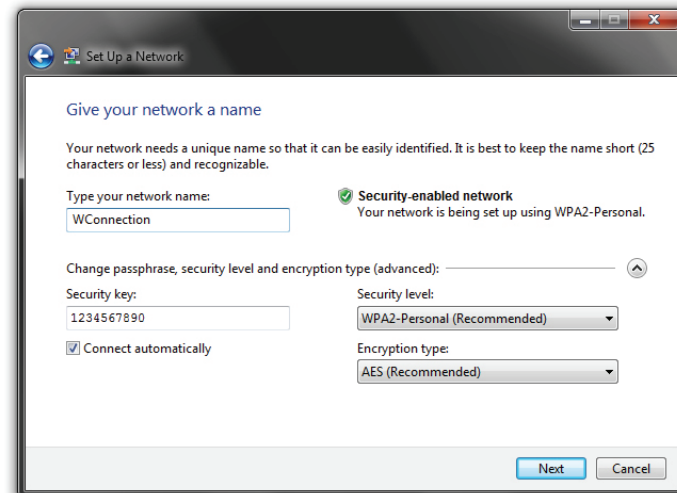 Set Up a Network
Give your network a name
Your network needs a unique name so that it can be easily identified. It is best to keep the name short (25
characters or less) and recognizable.
Type your network name:
WConnection
Security-enabled network
Your network is being set up using WPA2-Personal.
Change passphrase, security level and encryption type (advanced):
Security key:
1234567890
Connect automatically
Security level:
WPA2-Personal (Recommended)
Encryption type:
AES (Recommended)
Next
Cancel